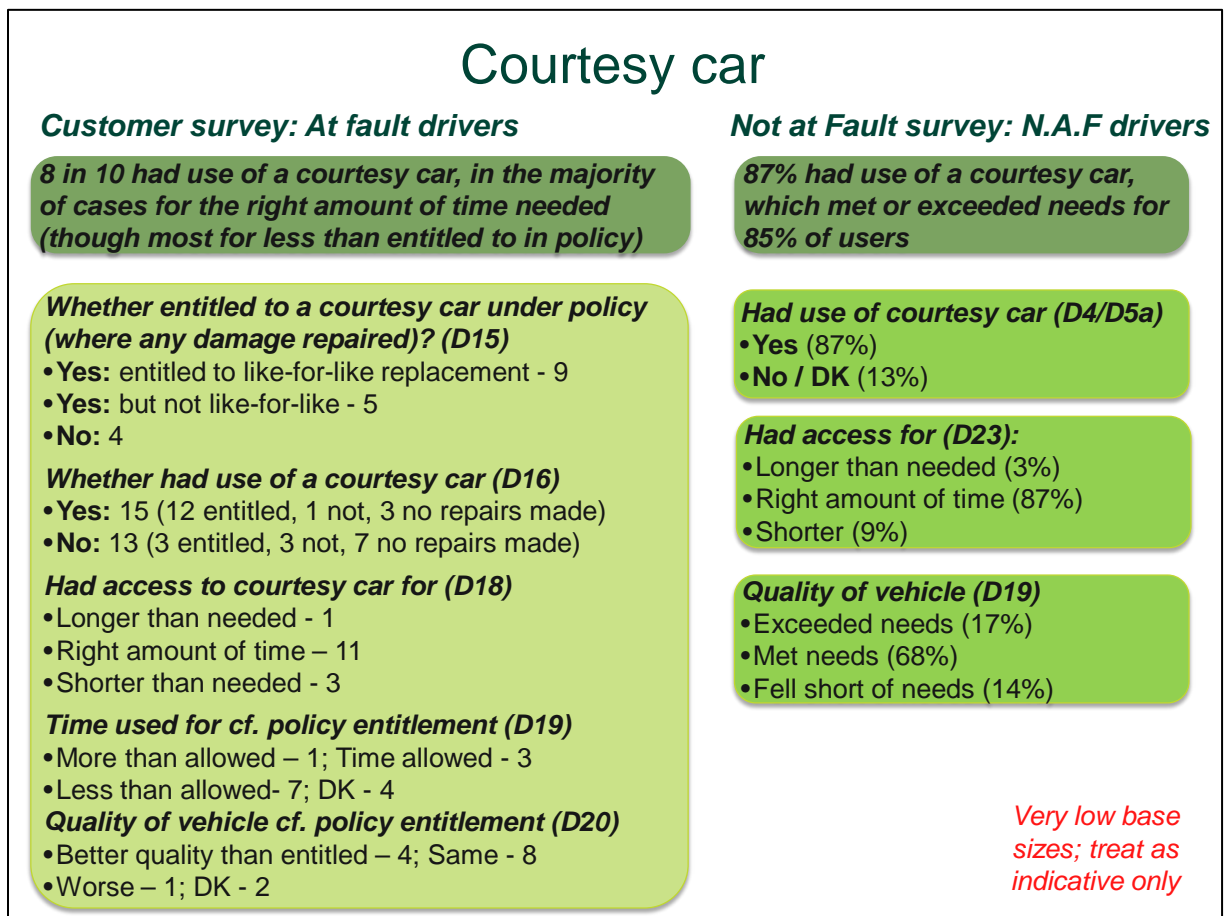 Courtesy car
Customer survey: At fault drivers
8 in 10 had use of a courtesy car, in the majority
of cases for the right amount of time needed
(though most for less than entitled to in policy)
Whether entitled to a courtesy car under policy
(where any damage repaired)? (D15)
•Yes: entitled to like-for-like replacement - 9
•Yes: but not like-for-like - 5
•No: 4
Whether had use of a courtesy car (D16)
•Yes: 15 (12 entitled, 1 not, 3 no repairs made)
•No: 13 (3 entitled, 3 not, 7 no repairs made)
Had access to courtesy car for (D18)
•Longer than needed - 1
•Right amount of time – 11
•Shorter than needed - 3
Time used for cf. policy entitlement (D19)
•More than allowed – 1; Time allowed - 3
•Less than allowed- 7; DK - 4
Quality of vehicle cf. policy entitlement (D20)
•Better quality than entitled – 4; Same - 8
•Worse – 1; DK - 2
Not at Fault survey: N.A.F drivers
87% had use of a courtesy car,
which met or exceeded needs for
85% of users
Had use of courtesy car (D4/D5a)
•Yes (87%)
•No / DK (13%)
Had access for (D23):
•Longer than needed (3%)
•Right amount of time (87%)
•Shorter (9%)
Quality of vehicle (D19)
•Exceeded needs (17%)
•Met needs (68%)
•Fell short of needs (14%)
Very low base
sizes; treat as
indicative only